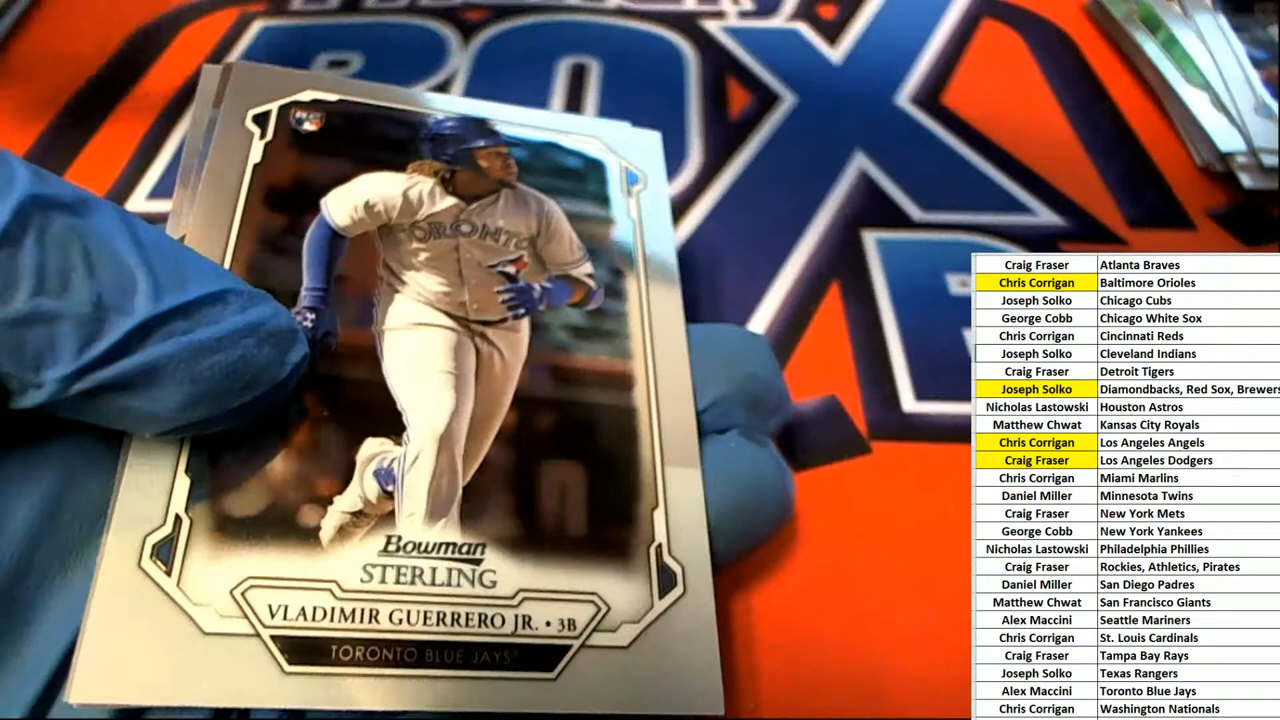 BOX
RC
TORONTO
Bowman
STERLING
VLADIMIR GUERRERO JR. • 3B
TORONTO BLUE JAYS
Craig Fraser Atlanta Braves
Chris Corrigan Baltimore Orioles
Joseph Solko Chicago Cubs
George Cobb Chicago White Sox
Chris Corrigan Cincinnati Reds
Joseph Solko Cleveland Indians
Craig Fraser Detroit Tigers
Joseph Solko Diamondbacks, Red Sox, Brewers
Nicholas Lastowski Houston Astros
Matthew Chwat Kansas City Royals
Chris Corrigan Los Angeles Angels
Craig Fraser Los Angeles Dodgers
Chris Corrigan Miami Marlins
Daniel Miller Minnesota Twins
Craig Fraser New York Mets
George Cobb New York Yankees
Nicholas Lastowski Philadelphia Phillies
Craig Fraser Rockies, Athletics, Pirates
Daniel Miller San Diego Padres
Matthew Chwat San Francisco Giants
Alex Maccini Seattle Mariners
Chris Corrigan St. Louis Cardinals
Craig Fraser Tampa Bay Rays
Joseph Solko Texas Rangers
Alex Maccini Toronto Blue Jays
Chris Corrigan Washington Nationals